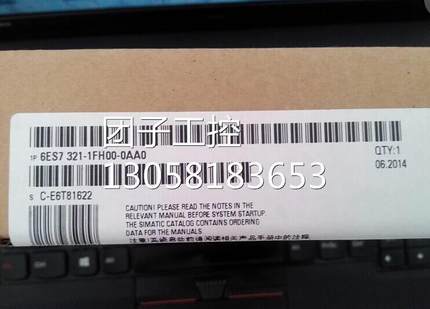 团子工控
1P 6ES7 321-1FH00-0AA0
QTY:1
06.2014
13058183653
S C-E6T81622
CAUTION! PLEASE READ THE NOTES IN THE
RELEVANT MANUAL BEFORE SYSTEM STARTUP.
THE SIMATIC CATALOG CONTAINS ORDERING
DATA FOR THE MANUALS